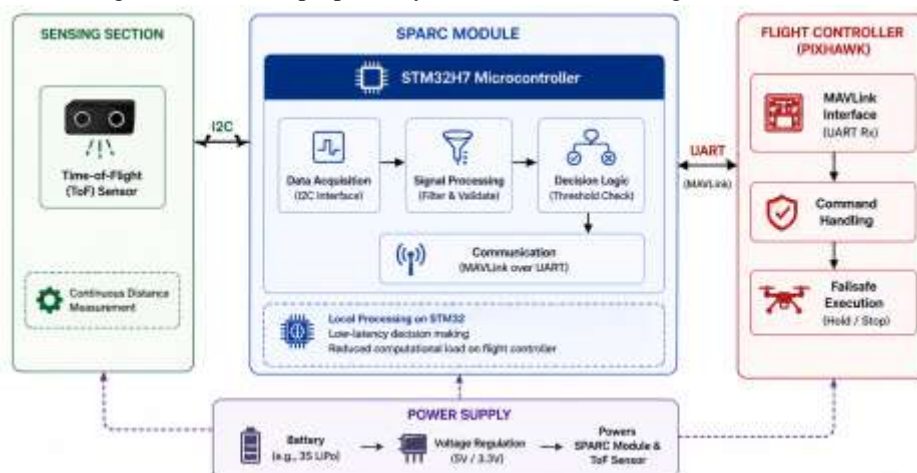 SENSING SECTION
Time-of-Flight
(ToF) Sensor
Continuous Distance
Measurement
I2C
SPARC MODULE
STM32H7 Microcontroller
Data Acquisition
(I2C Interface)
Signal Processing
(Filter & Validate)
Decision Logic
(Threshold Check)
Communication
(MAVLink over UART)
Local Processing on STM32
Low-latency decision making
Reduced computational load on flight controller
UART
(MAVLink)
FLIGHT CONTROLLER
(PIXHAWK)
MAVLink
Interface
(UART Rx)
Command
Handling
Failsafe
Execution
(Hold / Stop)
POWER SUPPLY
Battery
(e.g., 3S LiPo)
Voltage Regulation
(5V / 3.3V)
Powers
SPARC Module &
ToF Sensor